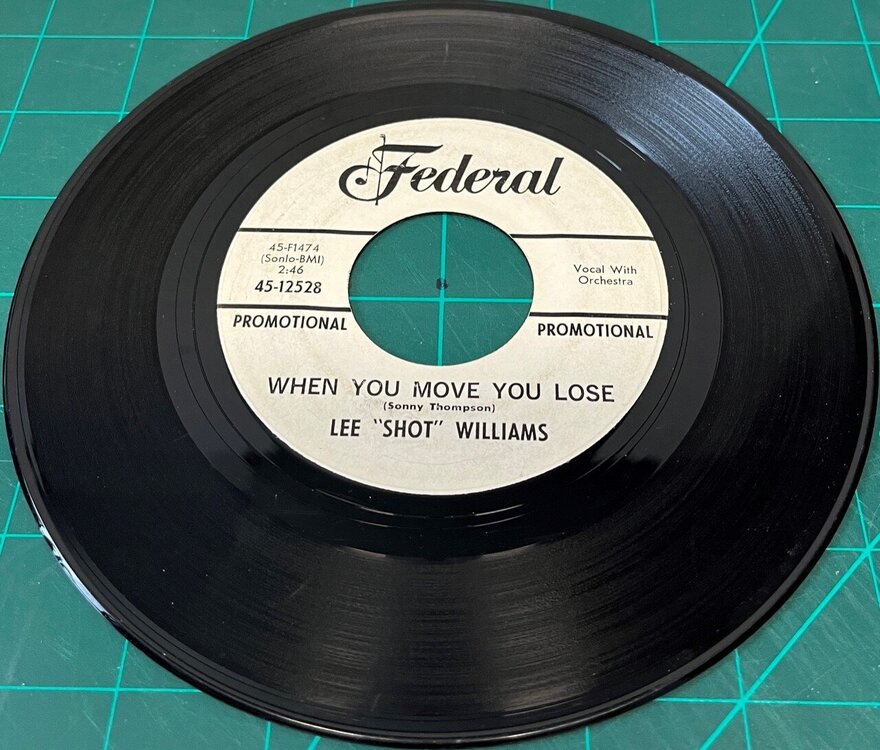 Federal
45-F1474
(Sonlo-BMI)
2:46
45-12528
Vocal With
Orchestra
PROMOTIONAL
PROMOTIONAL
WHEN YOU MOVE YOU LOSE
(Sonny Thompson)
LEE "SHOT" WILLIAMS